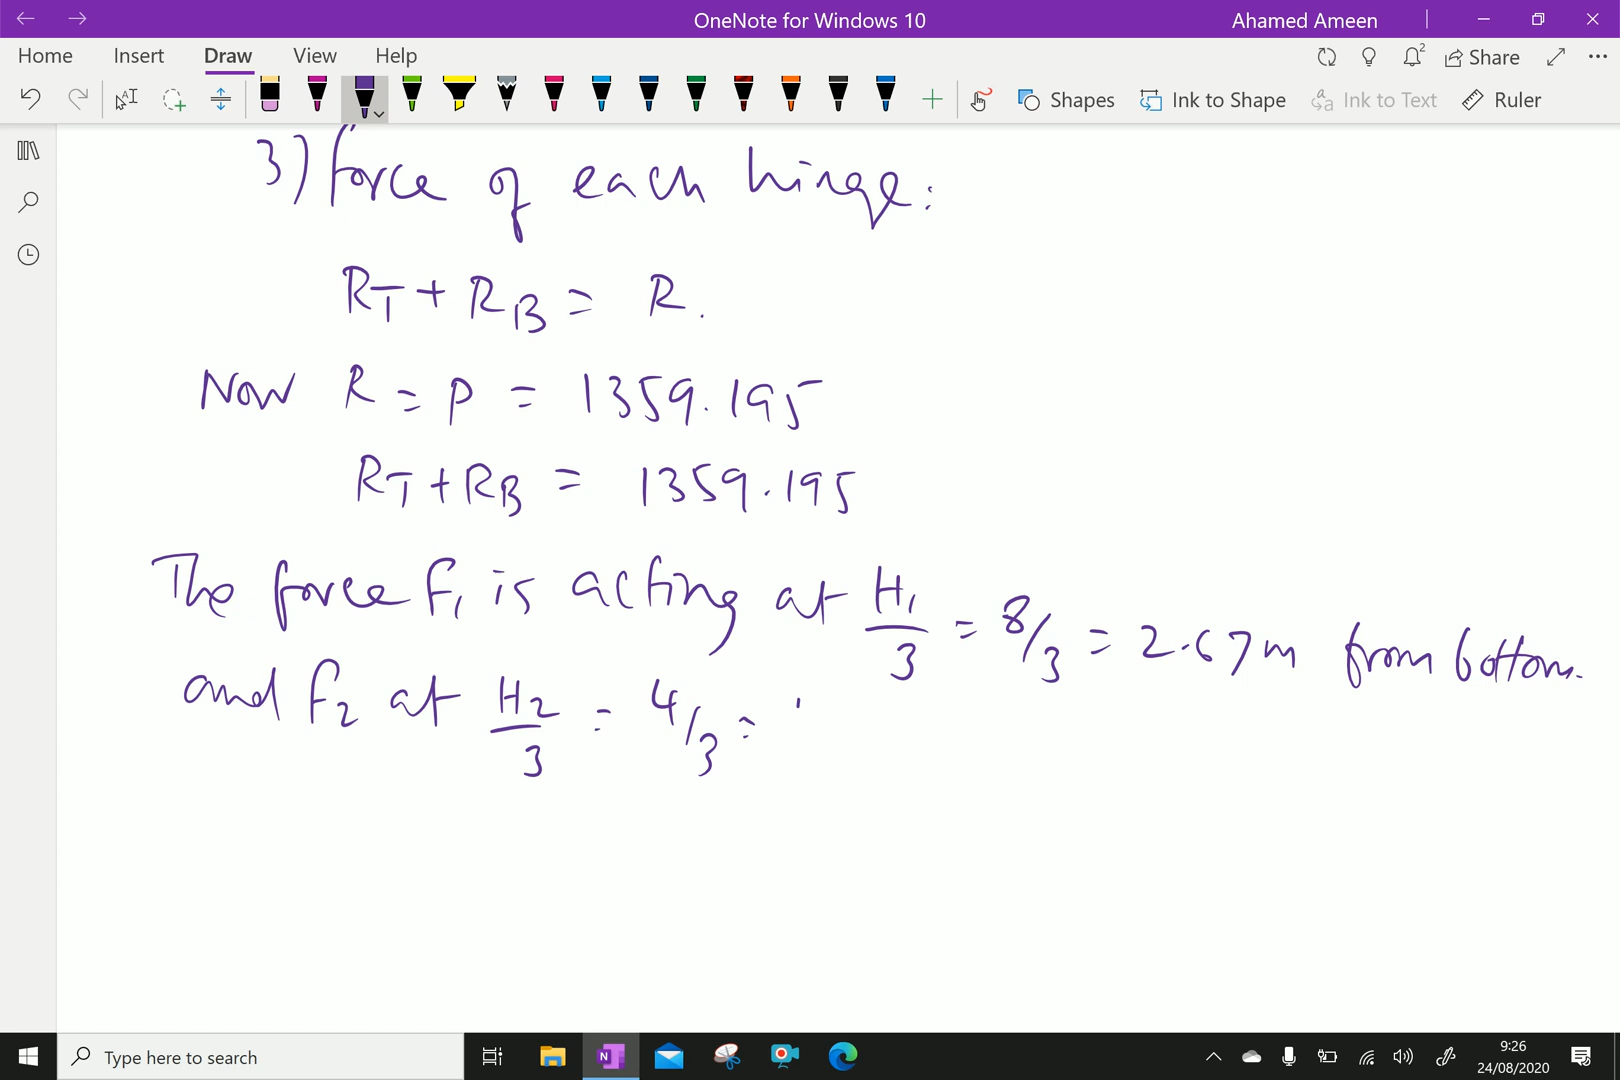 OneNote for Windows 10
Ahamed Ameen
Home Insert Draw View Help
2 Share
Shapes Ink to Shape Ink to Text Ruler
3) Force of each hinge:
RT + RB = R.
Now R = P = 1359.195
RT + RB = 1359.195
The force F1 is acting at H1/3 = 8/3 = 2.67m from bottom.
and F2 at H2/3 = 4/3 =
Type here to search
9:26
24/08/2020